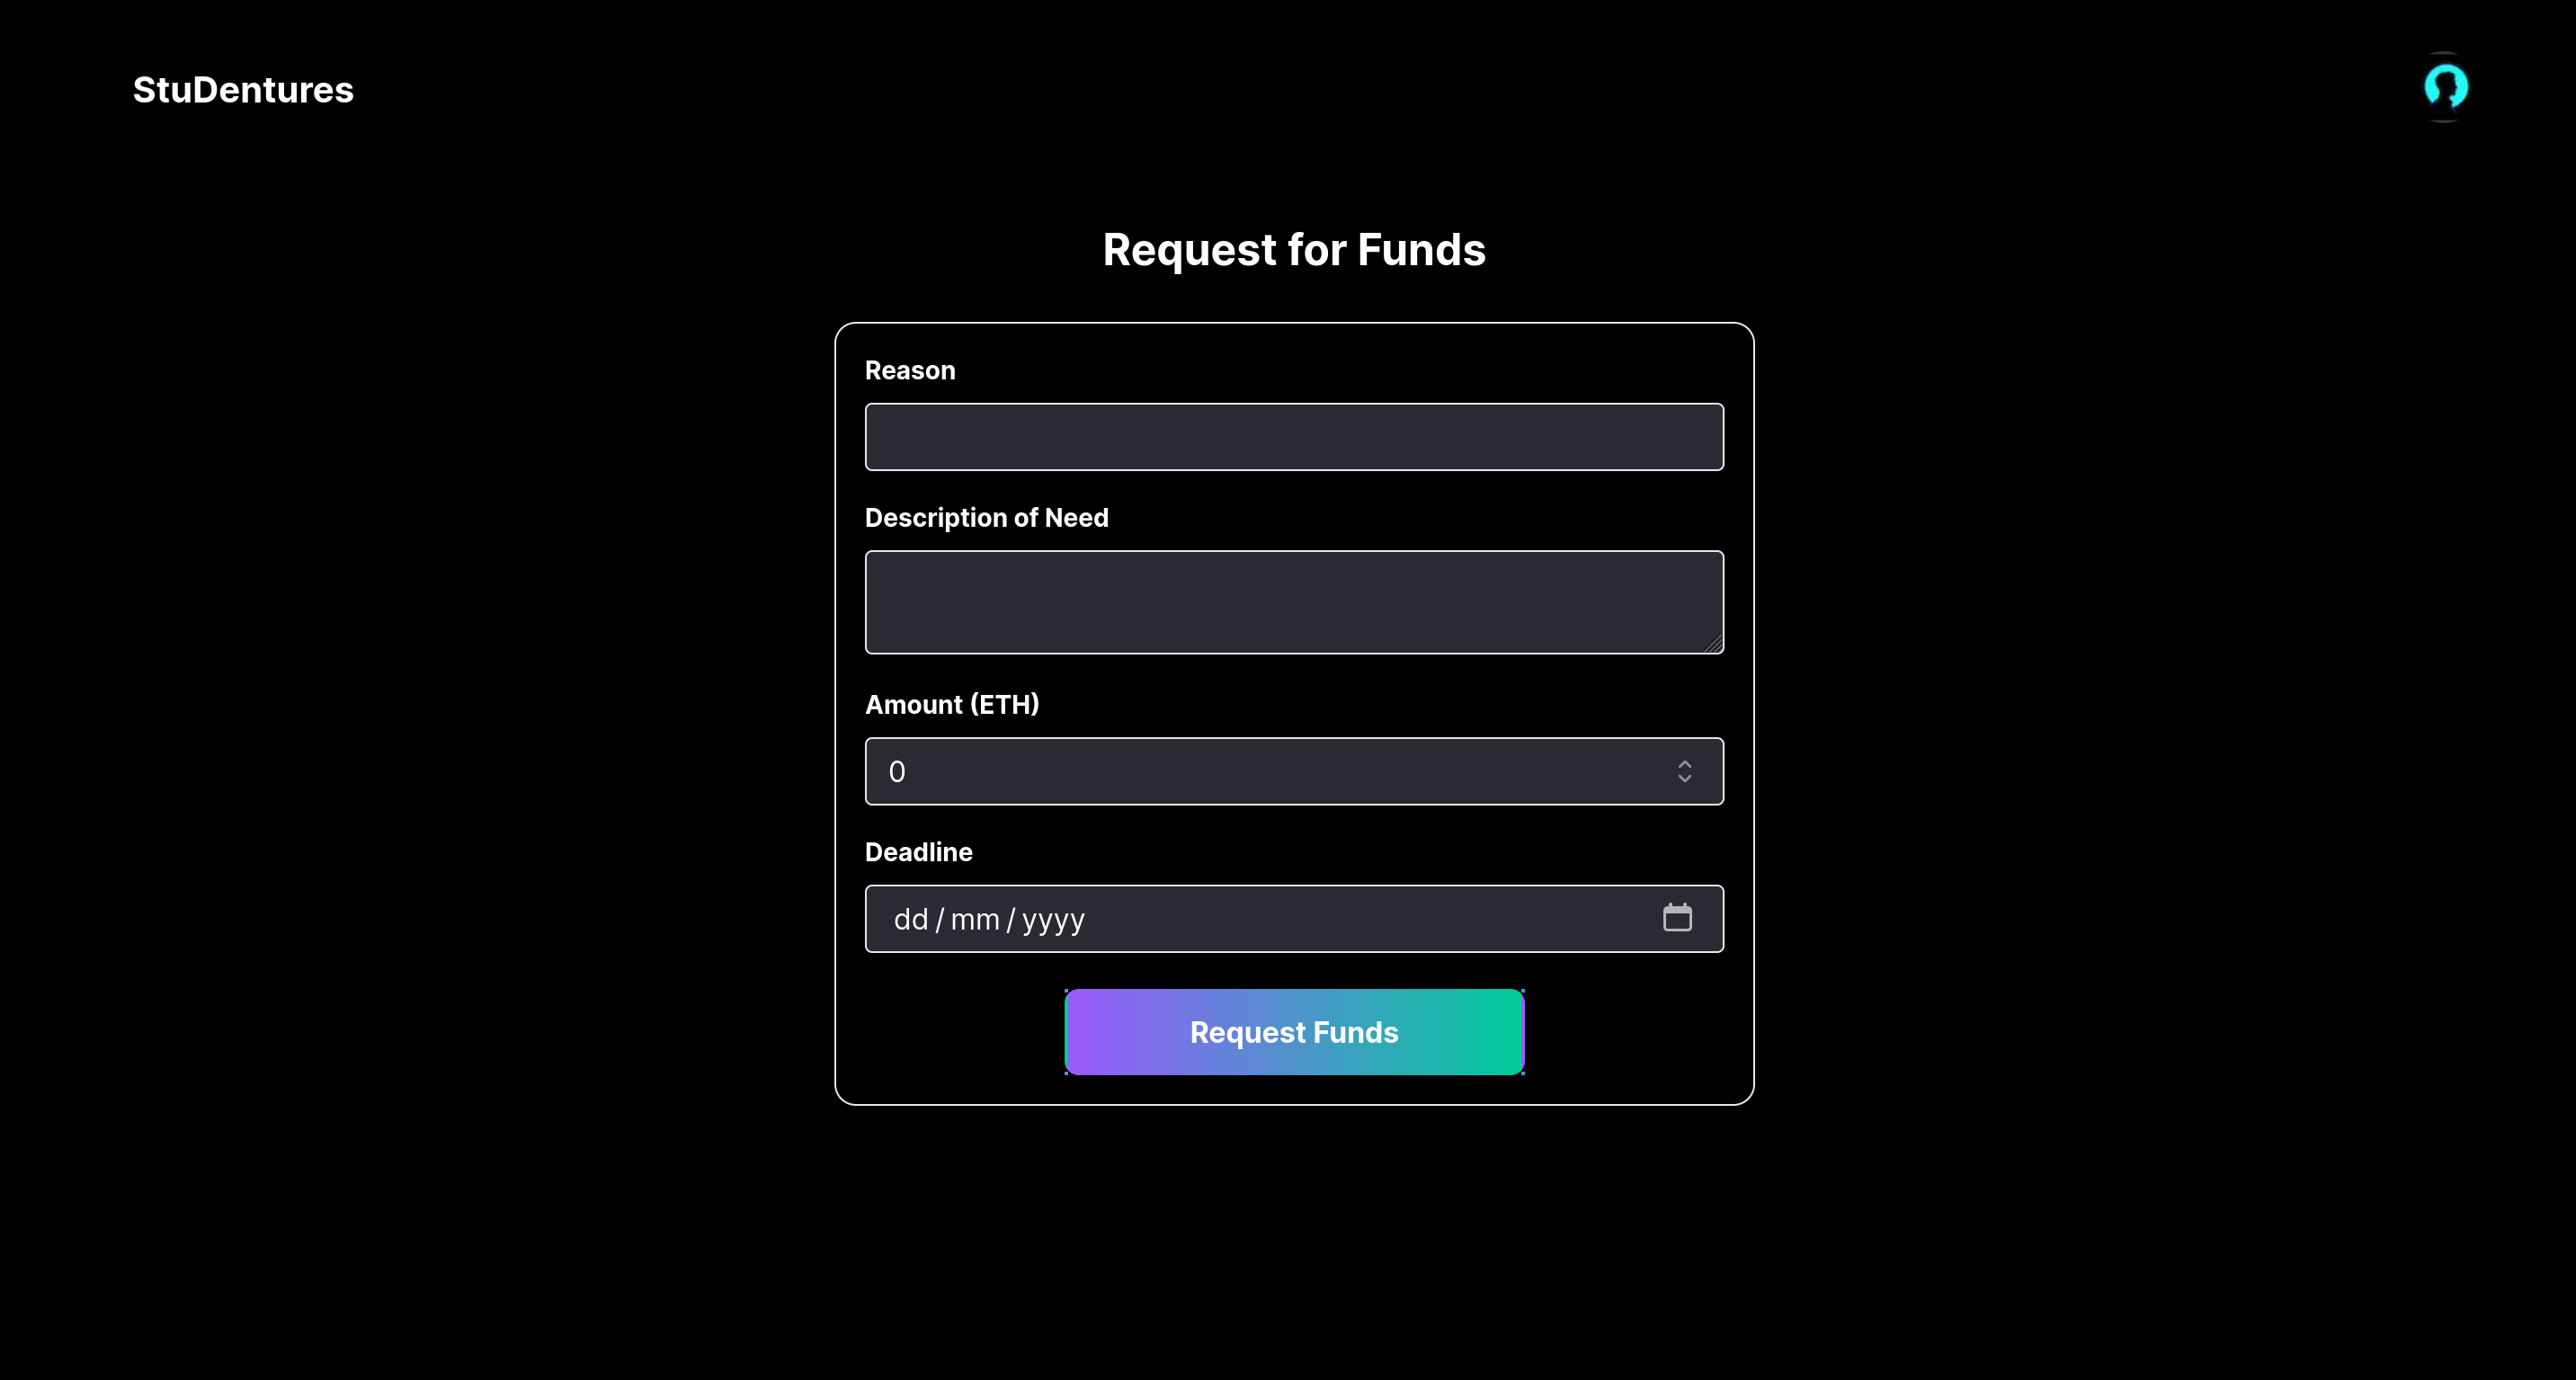 StuDentures
Request for Funds
Reason
Description of Need
Amount (ETH)
0
Deadline
dd / mm / yyyy
Request Funds